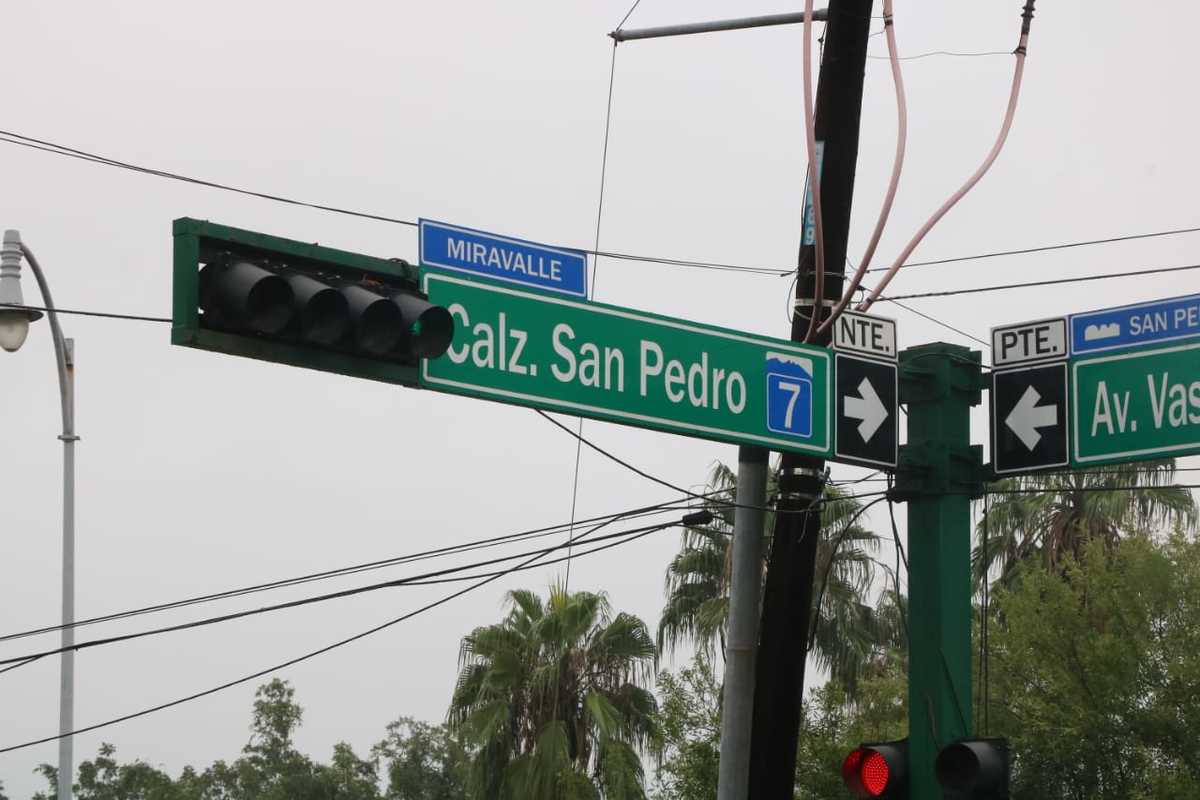 MIRAVALLE
Calz. San Pedro 7
NTE.
PTE.
SAN PE
Av. Vas